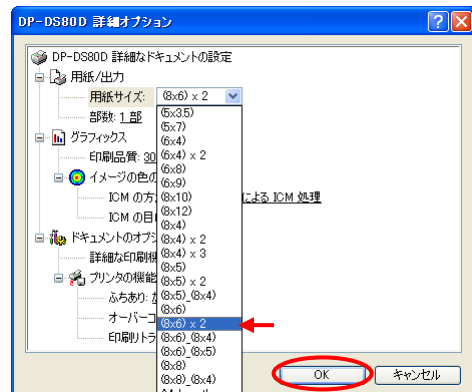 DP-DS80D 詳細オプション
DP-DS80D 詳細なドキュメントの設定
用紙/出力
用紙サイズ: (8x6) x 2
部数: 1 部
(5x3.5)
(5x7)
グラフィックス
(6x4)
印刷品質: 30
(6x4) x 2
(6x8)
イメージの色の
(6x9)
ICM の方
(8x10)
による ICM 処理
(8x12)
ICM の目
(8x4)
ドキュメントのオプシ
(8x4) x 2
(8x4) x 3
詳細な印刷機
(8x5)
プリンタの機能
(8x5) x 2
(8x5)_(8x4)
ふちあり:
(8x6)
オーバーコ
(8x6) x 2
印刷リトラ
(8x6)_(8x4)
(8x6)_(8x5)
(8x8)
(8x8)_(8x4)
OK
キャンセル